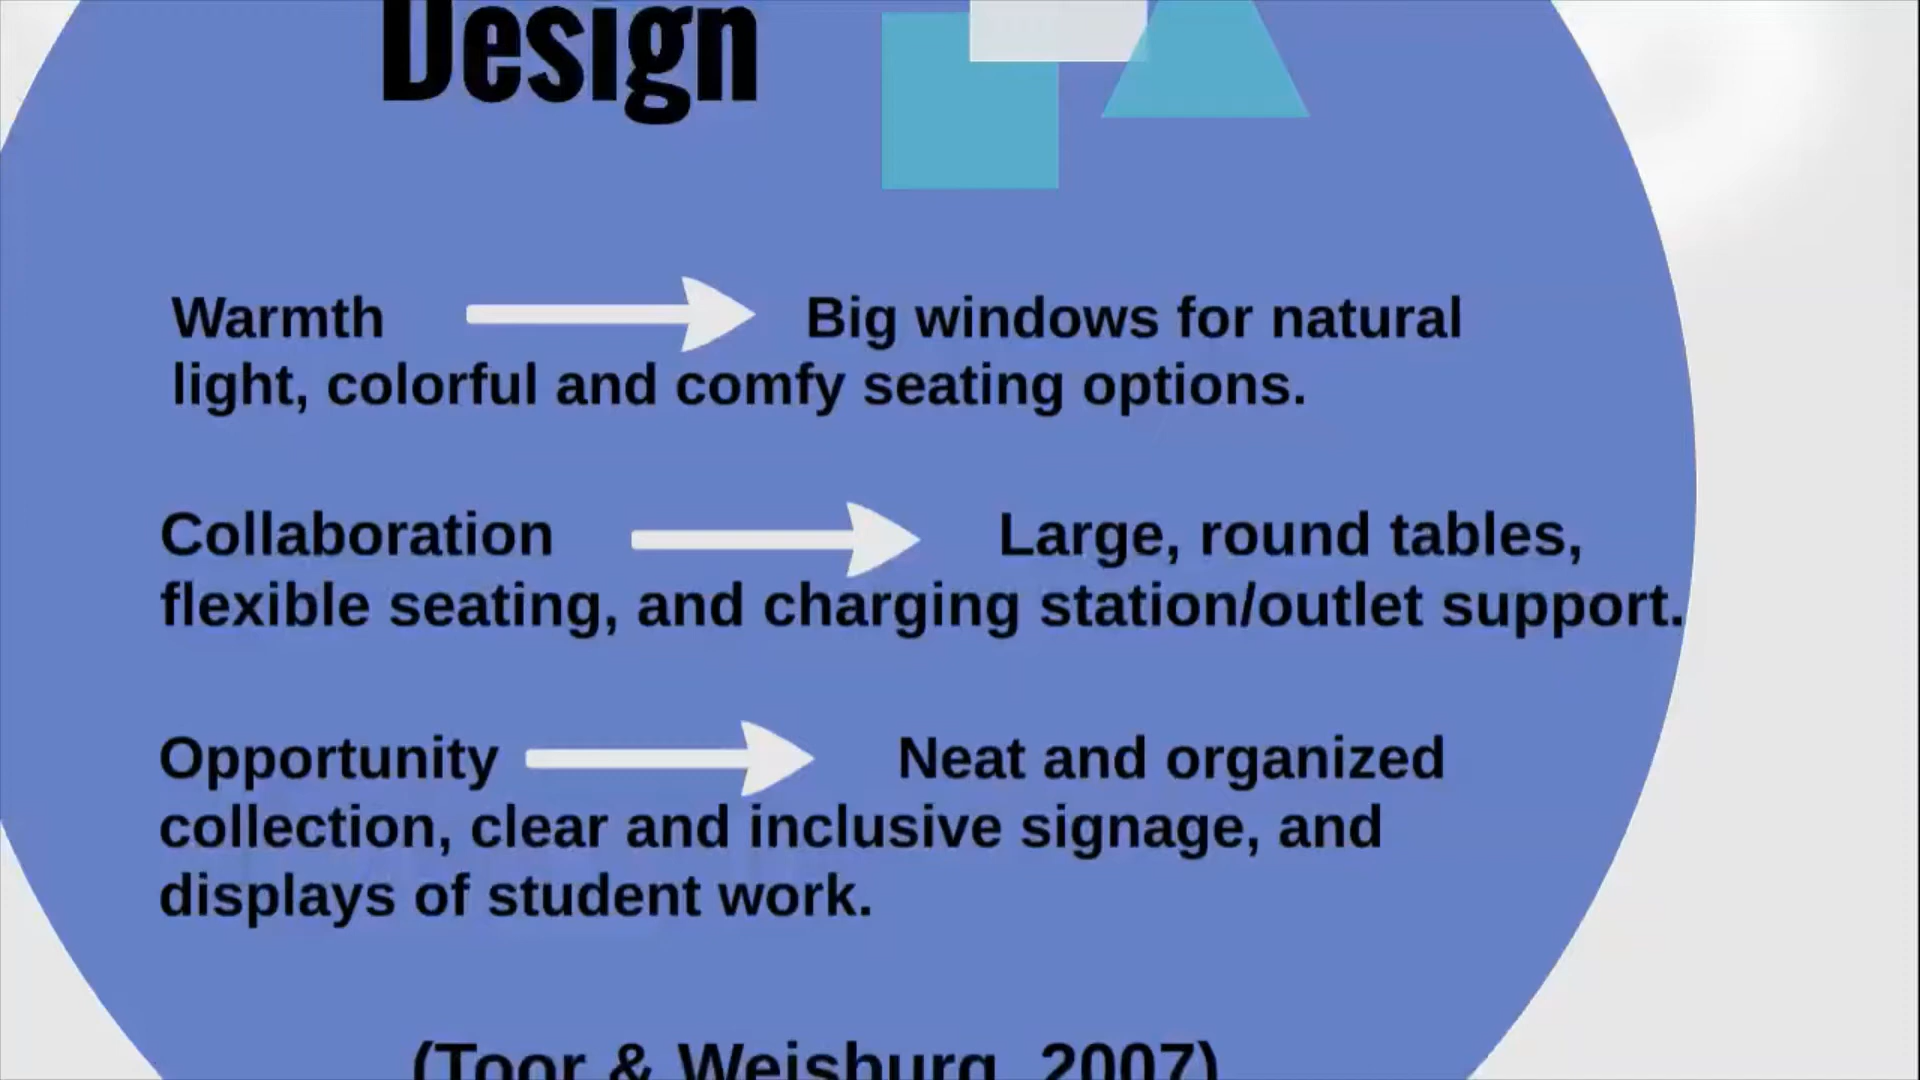 Design
Warmth Big windows for natural
light, colorful and comfy seating options.
Collaboration Large, round tables,
flexible seating, and charging station/outlet support.
Opportunity Neat and organized
collection, clear and inclusive signage, and
displays of student work.
(Toor & Weisburg, 2007)